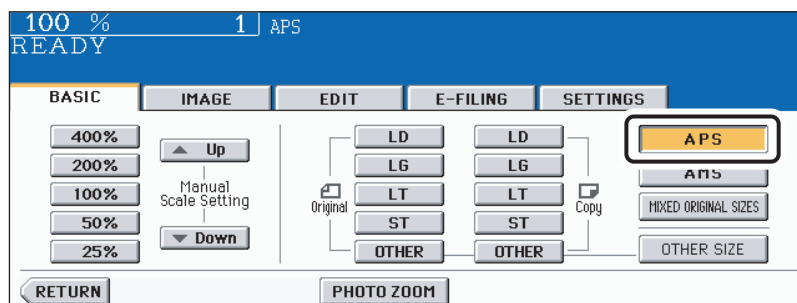 100 % 1 APS
READY
BASIC IMAGE EDIT E-FILING SETTINGS
400% Up LD LD APS
200% LG LG AMS
100% Manual Scale Setting Original LT LT Copy MIXED ORIGINAL SIZES
50% Down ST ST
25% OTHER OTHER OTHER SIZE
RETURN PHOTO ZOOM